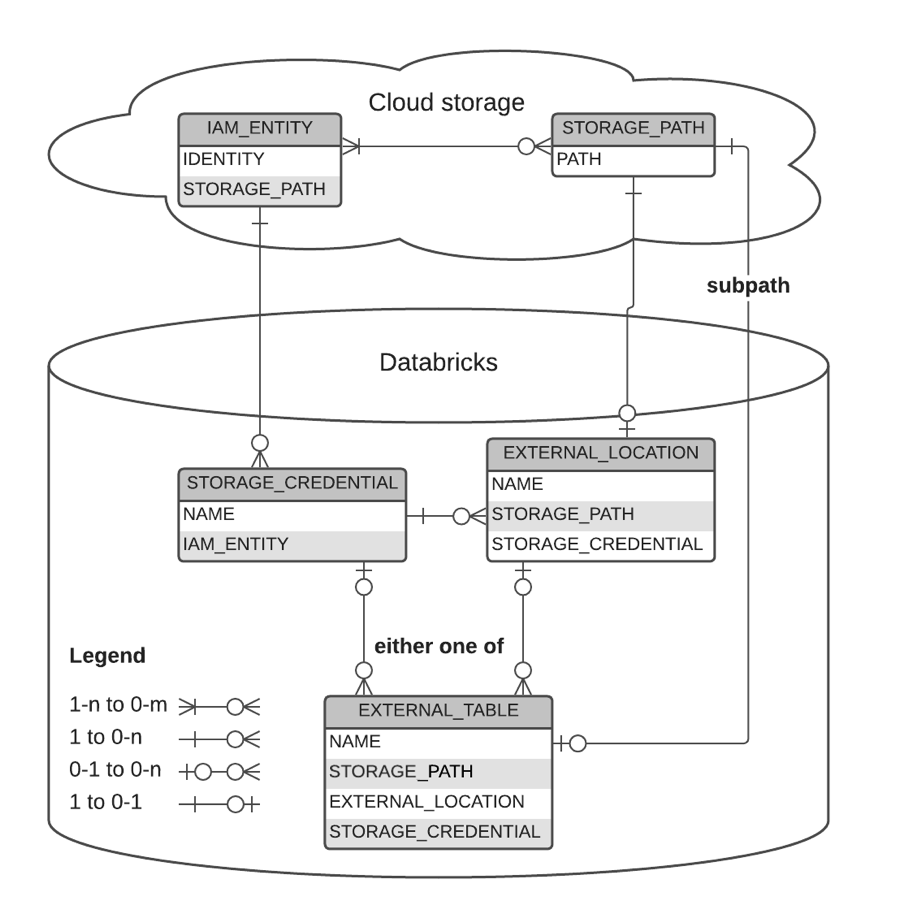 Cloud storage
IAM_ENTITY
IDENTITY
STORAGE_PATH
STORAGE_PATH
PATH
subpath
Databricks
STORAGE_CREDENTIAL
NAME
IAM_ENTITY
EXTERNAL_LOCATION
NAME
STORAGE_PATH
STORAGE_CREDENTIAL
either one of
EXTERNAL_TABLE
NAME
STORAGE_PATH
EXTERNAL_LOCATION
STORAGE_CREDENTIAL
Legend
1-n to 0-m
1 to 0-n
0-1 to 0-n
1 to 0-1